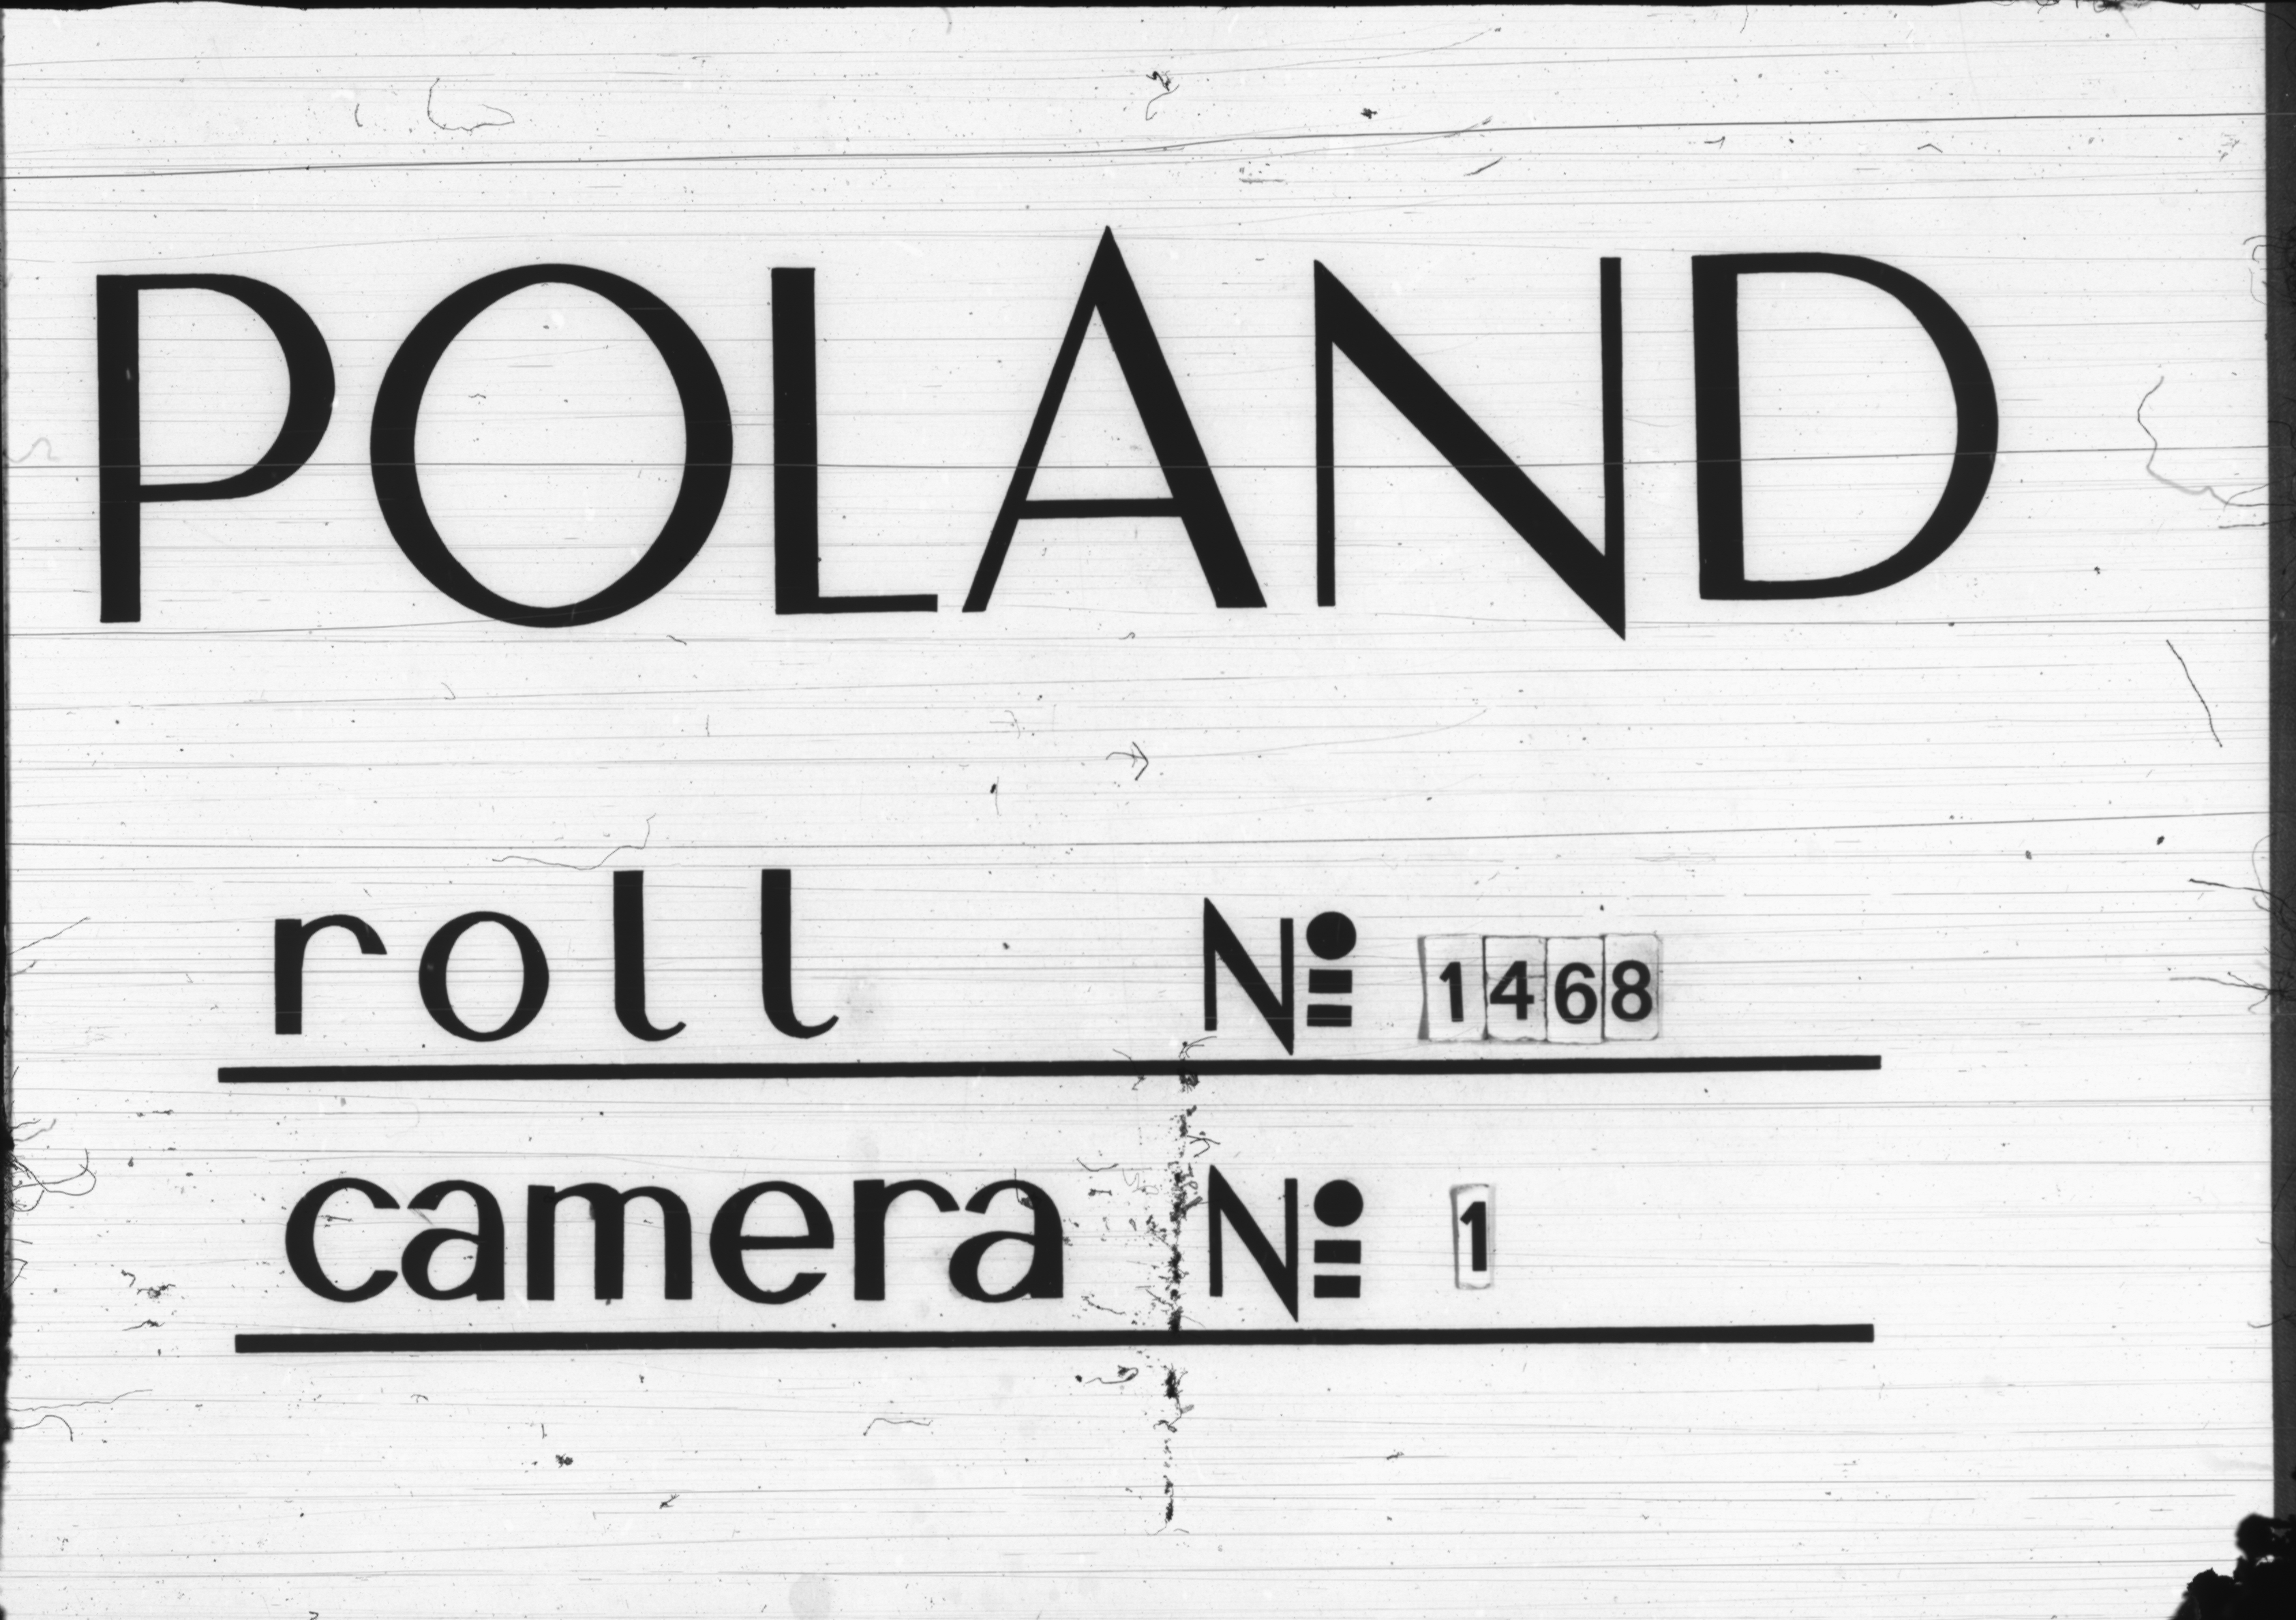 POLAND
roll № 1468
camera № 1